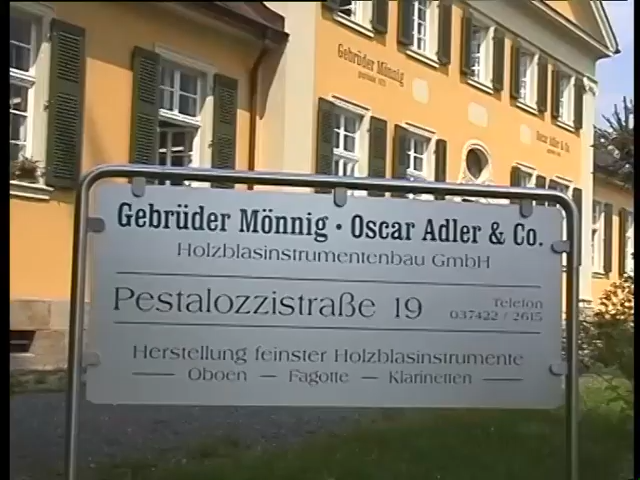 Gebrüder Mönnig
Oscar Adler & Co.
Gebrüder Mönnig · Oscar Adler & Co.
Holzblasinstrumentenbau GmbH
Pestalozzistraße 19
Telefon
037422 / 2615
Herstellung feinster Holzblasinstrumente
— Oboen — Fagotte — Klarinetten —